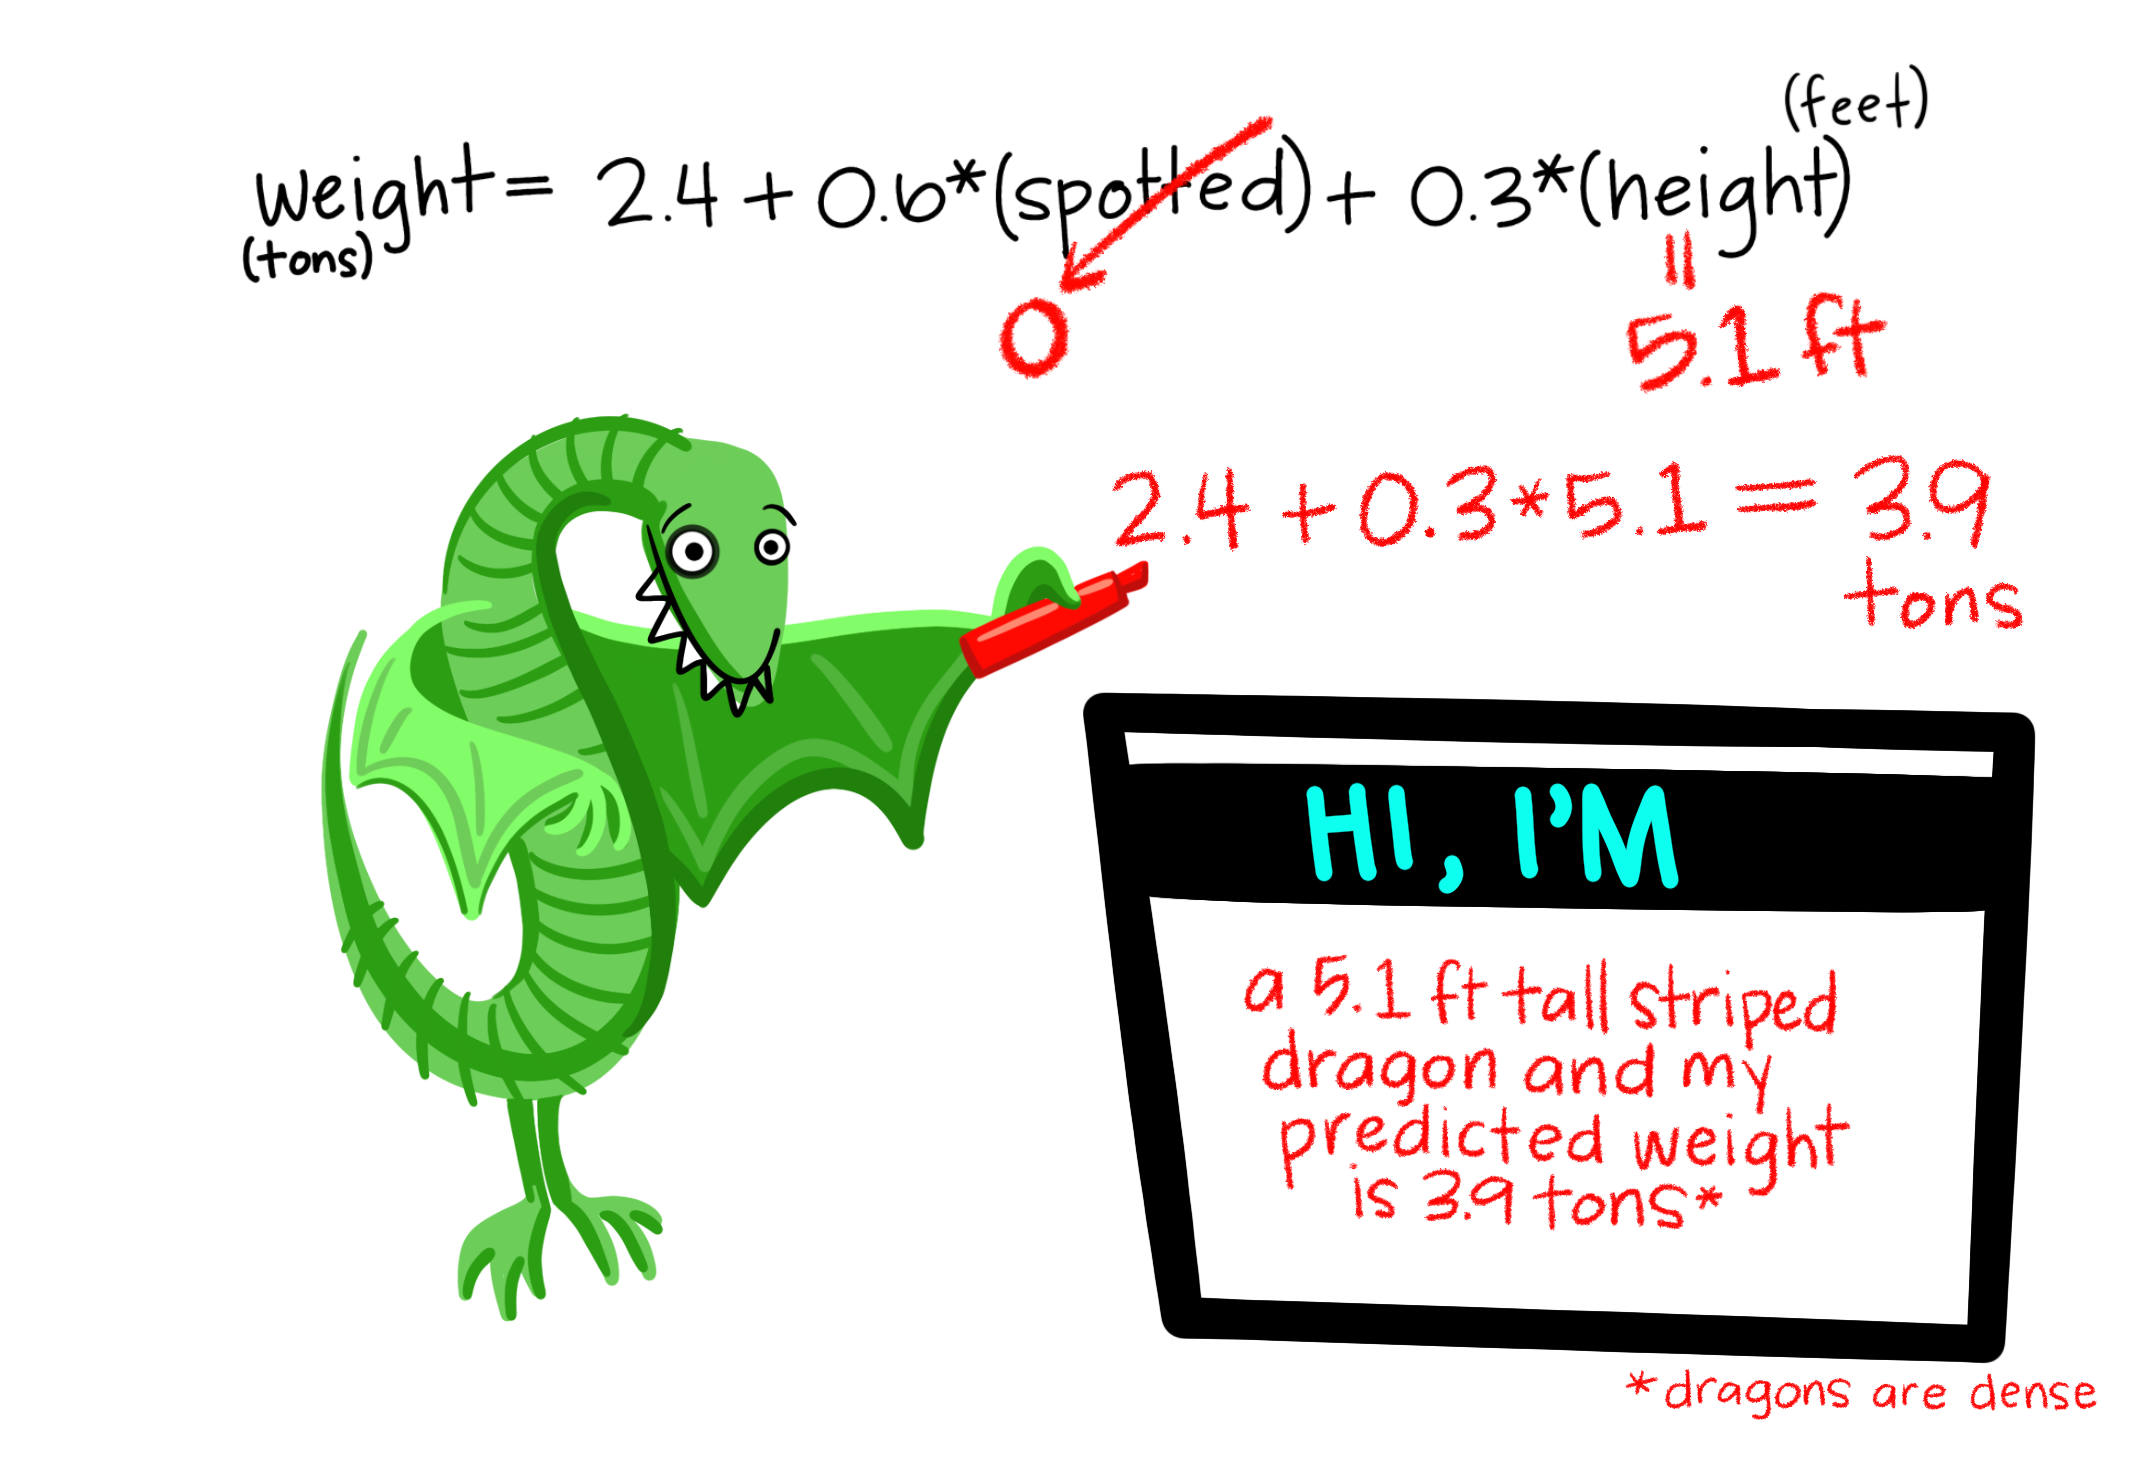 (feet)
weight = 2.4 + 0.6*(spotted) + 0.3*(height)
(tons)
0
=
5.1 ft
2.4 + 0.3*5.1 = 3.9
tons
HI, I'M
a 5.1 ft tall striped
dragon and my
predicted weight
is 3.9 tons*
*dragons are dense